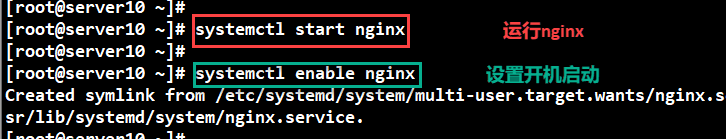 [root@server10 ~]#
[root@server10 ~]# systemctl start nginx 运行nginx
[root@server10 ~]#
[root@server10 ~]# systemctl enable nginx 设置开机启动
Created symlink from /etc/systemd/system/multi-user.target.wants/nginx.s
sr/lib/systemd/system/nginx.service.
[root@server10 ~]#